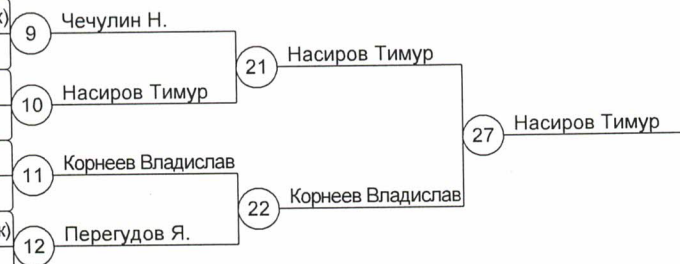 к)
9
Чечулин Н.
21
Насиров Тимур
10
Насиров Тимур
27
Насиров Тимур
11
Корнеев Владислав
22
Корнеев Владислав
к)
12
Перегудов Я.